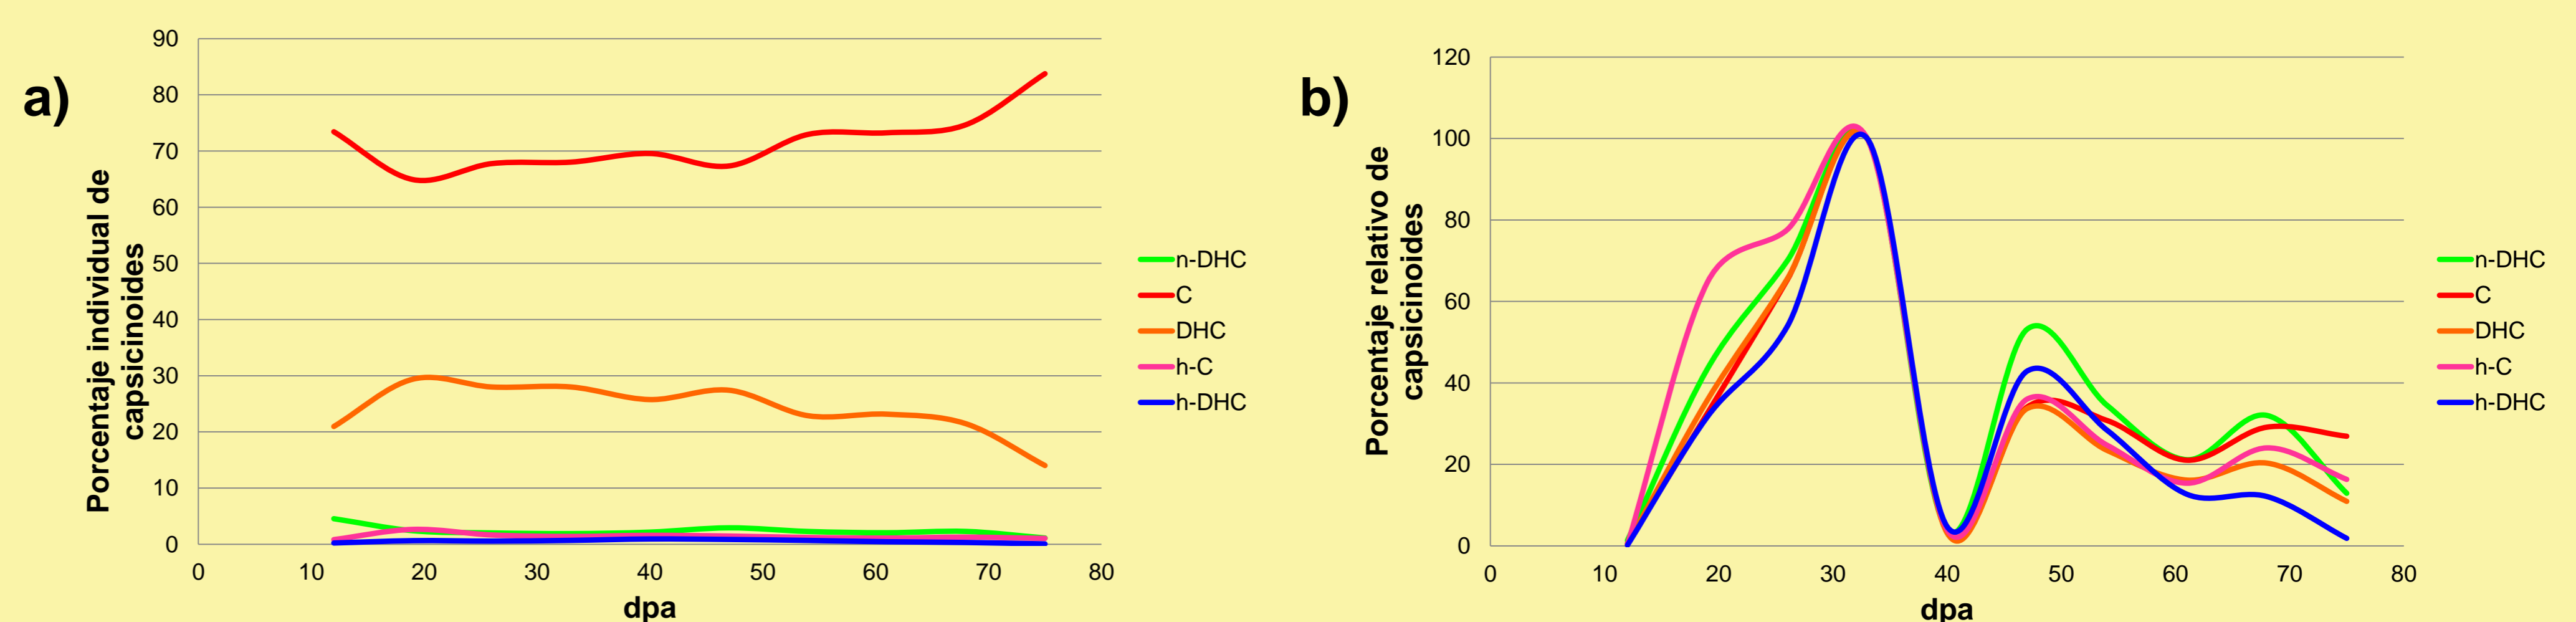 a)
Porcentaje individual de
capsicinoides
90
80
70
60
50
40
30
20
10
0
0 10 20 30 40 50 60 70 80
dpa
n-DHC
C
DHC
h-C
h-DHC
b)
Porcentaje relativo de
capsicinoides
120
100
80
60
40
20
0
0 10 20 30 40 50 60 70 80
dpa
n-DHC
C
DHC
h-C
h-DHC